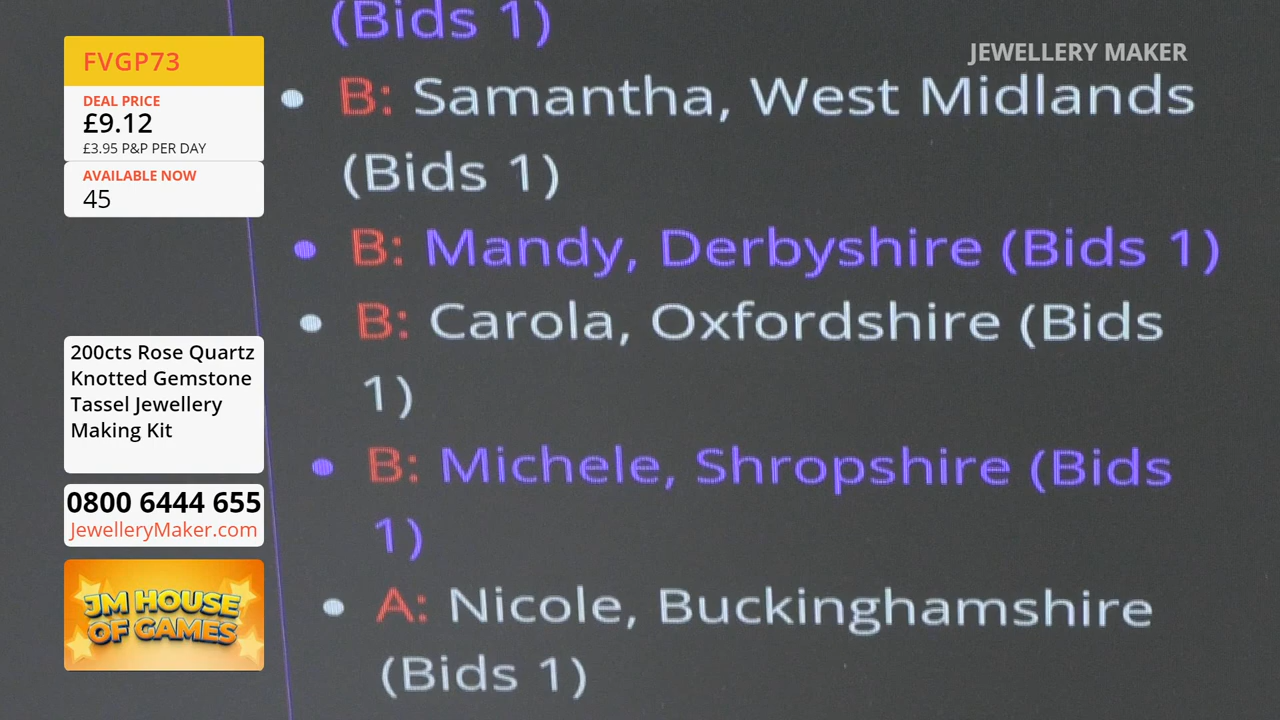 FVGP73
DEAL PRICE
£9.12
£3.95 P&P PER DAY
AVAILABLE NOW
45
200cts Rose Quartz
Knotted Gemstone
Tassel Jewellery
Making Kit
0800 6444 655
JewelleryMaker.com
JM HOUSE
OF GAMES
JEWELLERY MAKER
(Bids 1)
• B: Samantha, West Midlands
(Bids 1)
• B: Mandy, Derbyshire (Bids 1)
• B: Carola, Oxfordshire (Bids
1)
• B: Michele, Shropshire (Bids
1)
• A: Nicole, Buckinghamshire
(Bids 1)